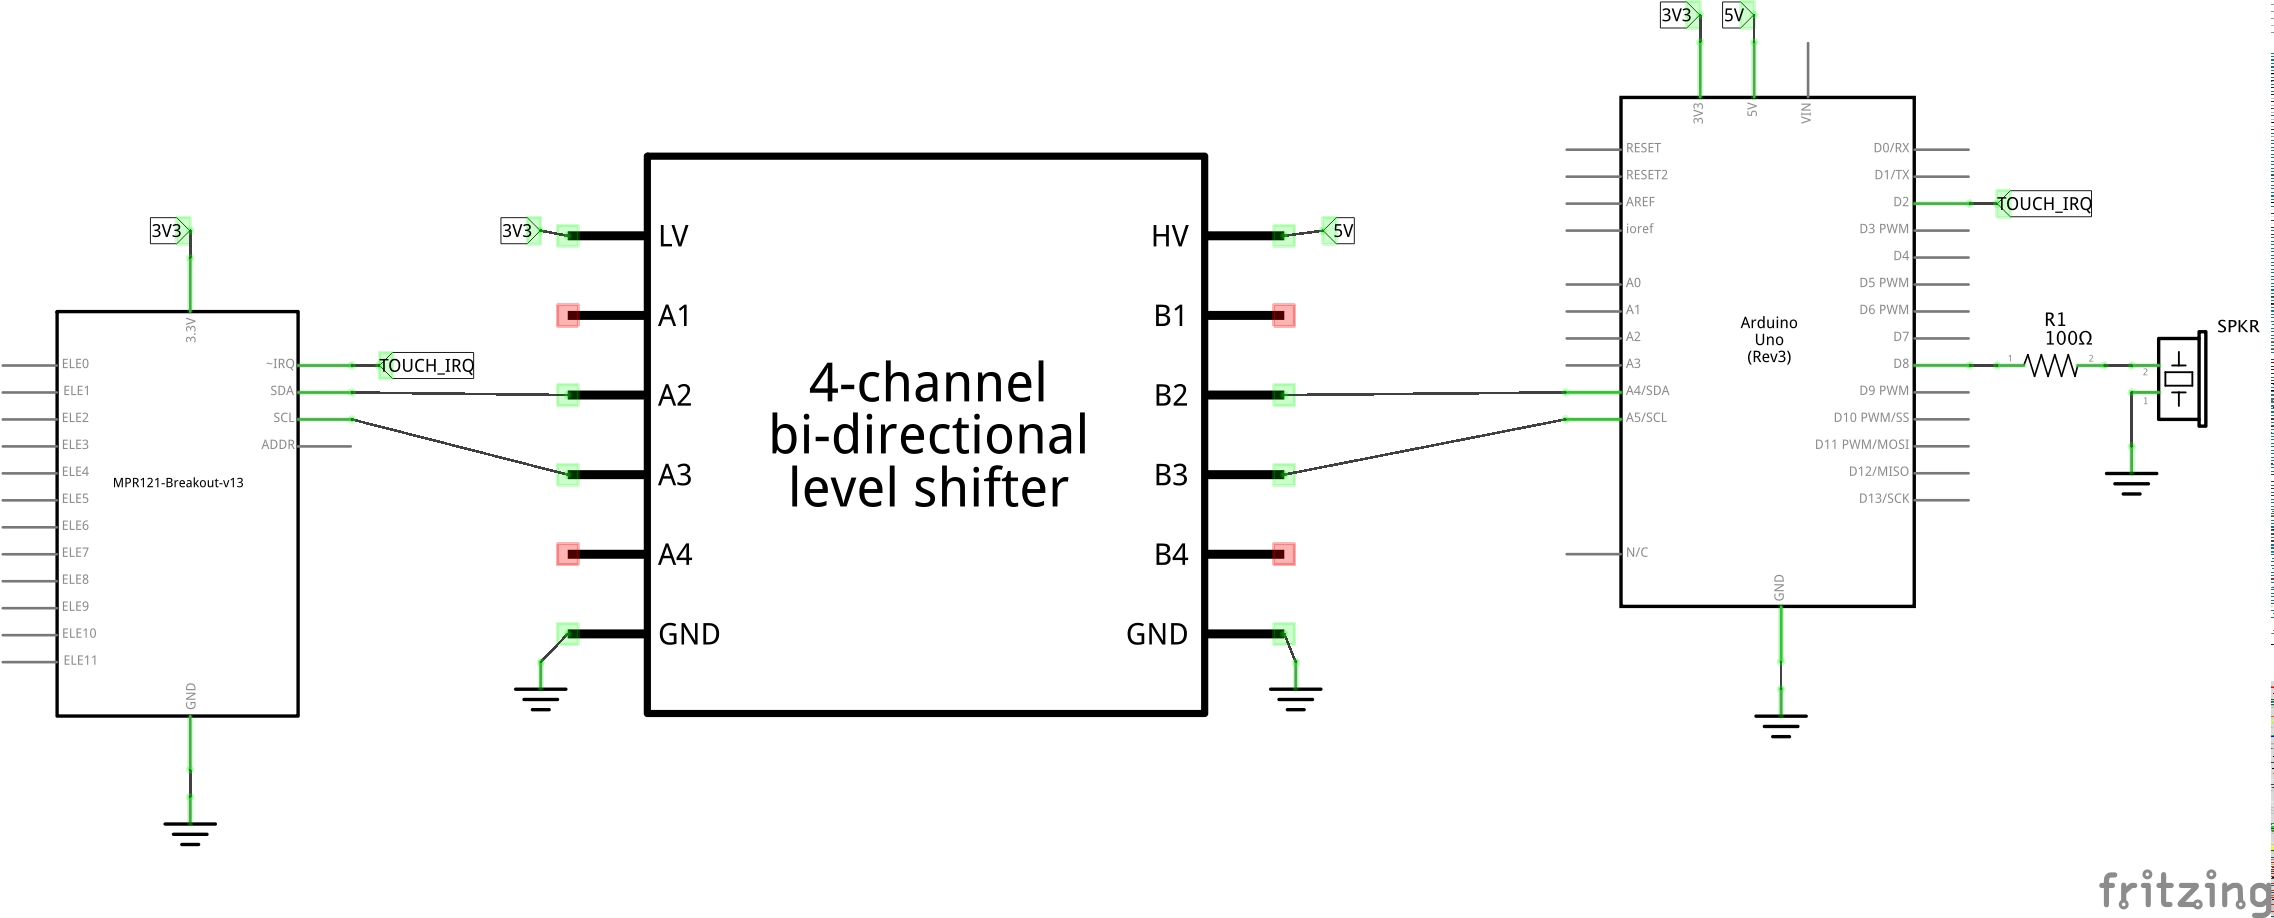 3V3
5V
3V3
5V
VIN
RESET
RESET2
AREF
ioref
A0
A1
A2
A3
A4/SDA
A5/SCL
N/C
D0/RX
D1/TX
D2
D3 PWM
D4
D5 PWM
D6 PWM
D7
D8
D9 PWM
D10 PWM/SS
D11 PWM/MOSI
D12/MISO
D13/SCK
GND
Arduino
Uno
(Rev3)
TOUCH_IRQ
R1
100Ω
1
2
SPKR
2
1
3V3
3.3V
ELE0
ELE1
ELE2
ELE3
ELE4
ELE5
ELE6
ELE7
ELE8
ELE9
ELE10
ELE11
~IRQ
SDA
SCL
ADDR
MPR121-Breakout-v13
GND
TOUCH_IRQ
3V3
LV
A1
A2
A3
A4
GND
4-channel
bi-directional
level shifter
HV
B1
B2
B3
B4
GND
5V
fritzing